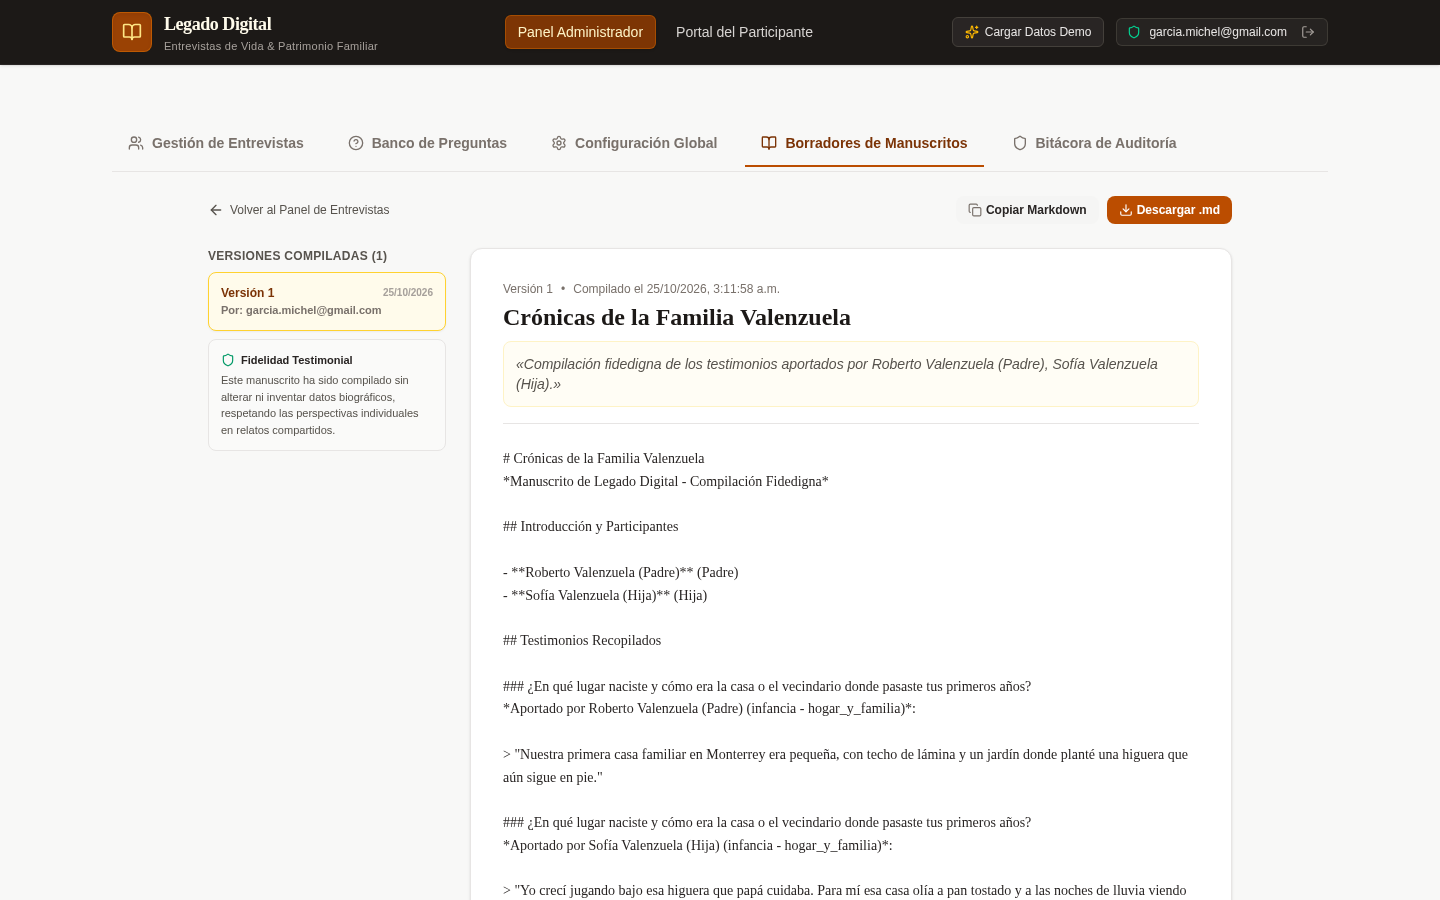 Legado Digital
Entrevistas de Vida & Patrimonio Familiar
Panel Administrador
Portal del Participante
Cargar Datos Demo
garcia.michel@gmail.com
Gestión de Entrevistas
Banco de Preguntas
Configuración Global
Borradores de Manuscritos
Bitácora de Auditoría
Volver al Panel de Entrevistas
Copiar Markdown
Descargar .md
VERSIONES COMPILADAS (1)
Versión 1
25/10/2026
Por: garcia.michel@gmail.com
Fidelidad Testimonial
Este manuscrito ha sido compilado sin
alterar ni inventar datos biográficos,
respetando las perspectivas individuales
en relatos compartidos.
Versión 1 • Compilado el 25/10/2026, 3:11:58 a.m.
Crónicas de la Familia Valenzuela
«Compilación fidedigna de los testimonios aportados por Roberto Valenzuela (Padre), Sofía Valenzuela
(Hija).»
# Crónicas de la Familia Valenzuela
*Manuscrito de Legado Digital - Compilación Fidedigna*
## Introducción y Participantes
- **Roberto Valenzuela (Padre)** (Padre)
- **Sofía Valenzuela (Hija)** (Hija)
## Testimonios Recopilados
### ¿En qué lugar naciste y cómo era la casa o el vecindario donde pasaste tus primeros años?
*Aportado por Roberto Valenzuela (Padre) (infancia - hogar_y_familia)*:
> "Nuestra primera casa familiar en Monterrey era pequeña, con techo de lámina y un jardín donde planté una higuera que
aún sigue en pie."
### ¿En qué lugar naciste y cómo era la casa o el vecindario donde pasaste tus primeros años?
*Aportado por Sofía Valenzuela (Hija) (infancia - hogar_y_familia)*:
> "Yo crecí jugando bajo esa higuera que papá cuidaba. Para mí esa casa olía a pan tostado y a las noches de lluvia viendo